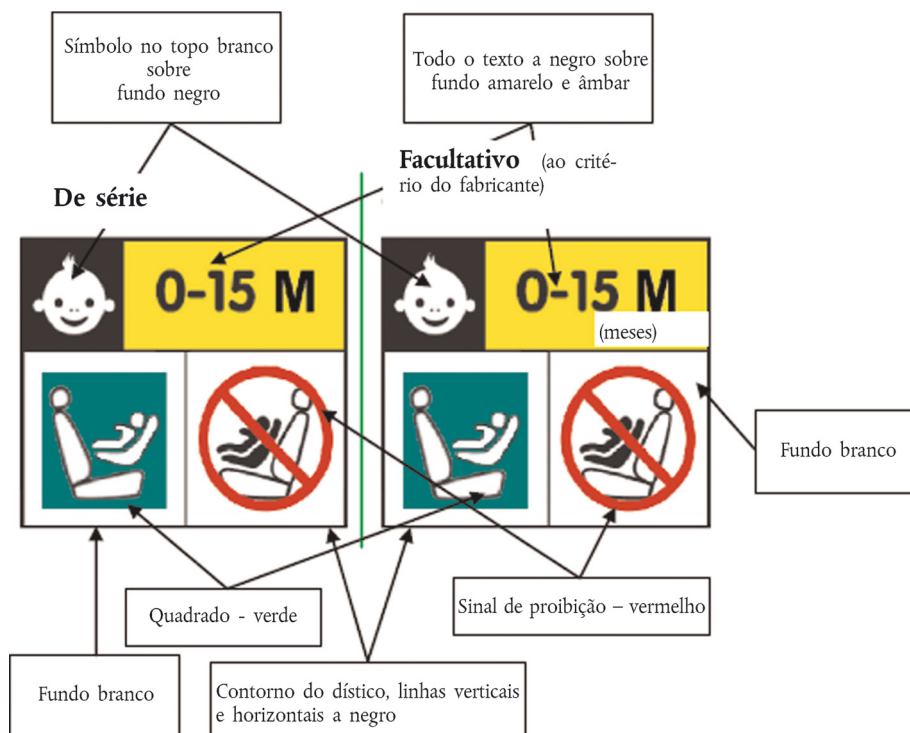 Símbolo no topo branco
sobre
fundo negro
Todo o texto a negro sobre
fundo amarelo e âmbar
De série
Facultativo (ao crité-
rio do fabricante)
0-15 M
0-15 M
(meses)
Fundo branco
Quadrado - verde
Sinal de proibição – vermelho
Fundo branco
Contorno do dístico, linhas verticais
e horizontais a negro